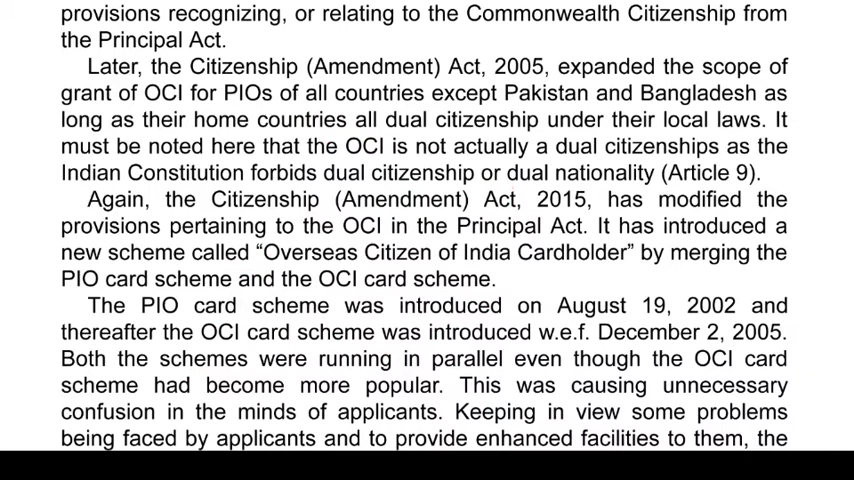 provisions recognizing, or relating to the Commonwealth Citizenship from
the Principal Act.
Later, the Citizenship (Amendment) Act, 2005, expanded the scope of
grant of OCI for PIOs of all countries except Pakistan and Bangladesh as
long as their home countries all dual citizenship under their local laws. It
must be noted here that the OCI is not actually a dual citizenships as the
Indian Constitution forbids dual citizenship or dual nationality (Article 9).
Again, the Citizenship (Amendment) Act, 2015, has modified the
provisions pertaining to the OCI in the Principal Act. It has introduced a
new scheme called “Overseas Citizen of India Cardholder” by merging the
PIO card scheme and the OCI card scheme.
The PIO card scheme was introduced on August 19, 2002 and
thereafter the OCI card scheme was introduced w.e.f. December 2, 2005.
Both the schemes were running in parallel even though the OCI card
scheme had become more popular. This was causing unnecessary
confusion in the minds of applicants. Keeping in view some problems
being faced by applicants and to provide enhanced facilities to them, the